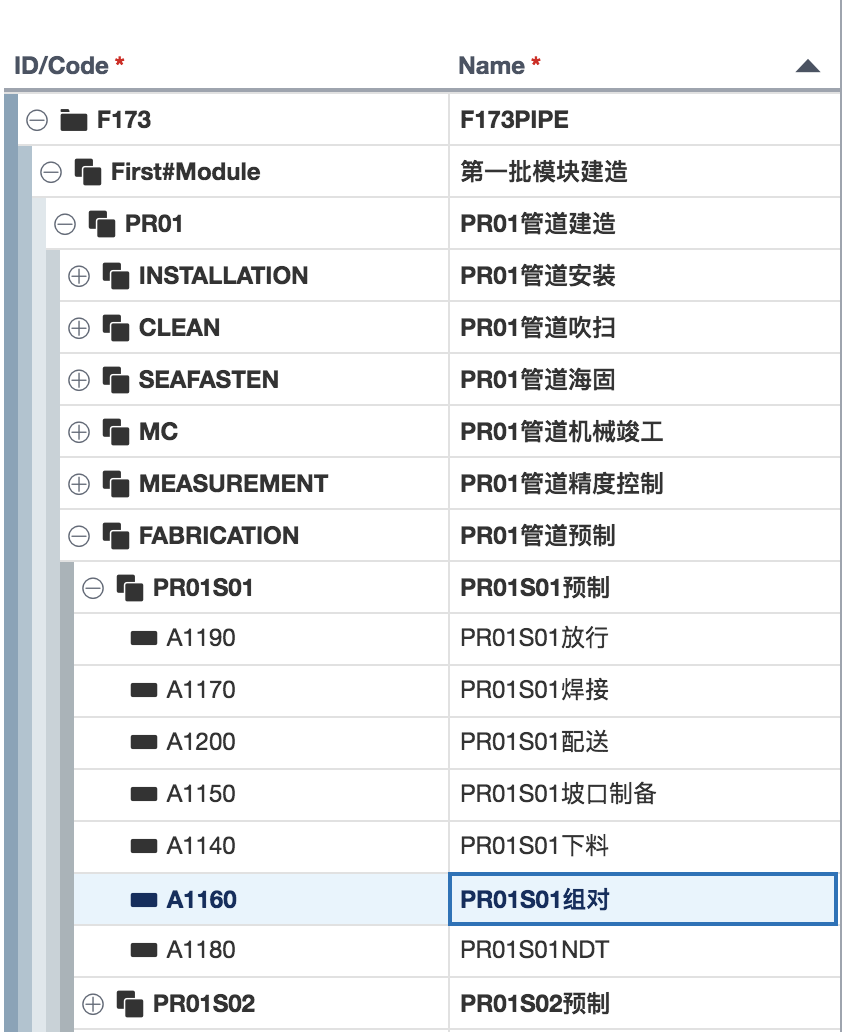 ID/Code * Name *
F173 F173PIPE
First#Module 第一批模块建造
PR01 PR01管道建造
INSTALLATION PR01管道安装
CLEAN PR01管道吹扫
SEAFASTEN PR01管道海固
MC PR01管道机械竣工
MEASUREMENT PR01管道精度控制
FABRICATION PR01管道预制
PR01S01 PR01S01预制
A1190 PR01S01放行
A1170 PR01S01焊接
A1200 PR01S01配送
A1150 PR01S01坡口制备
A1140 PR01S01下料
A1160 PR01S01组对
A1180 PR01S01NDT
PR01S02 PR01S02预制